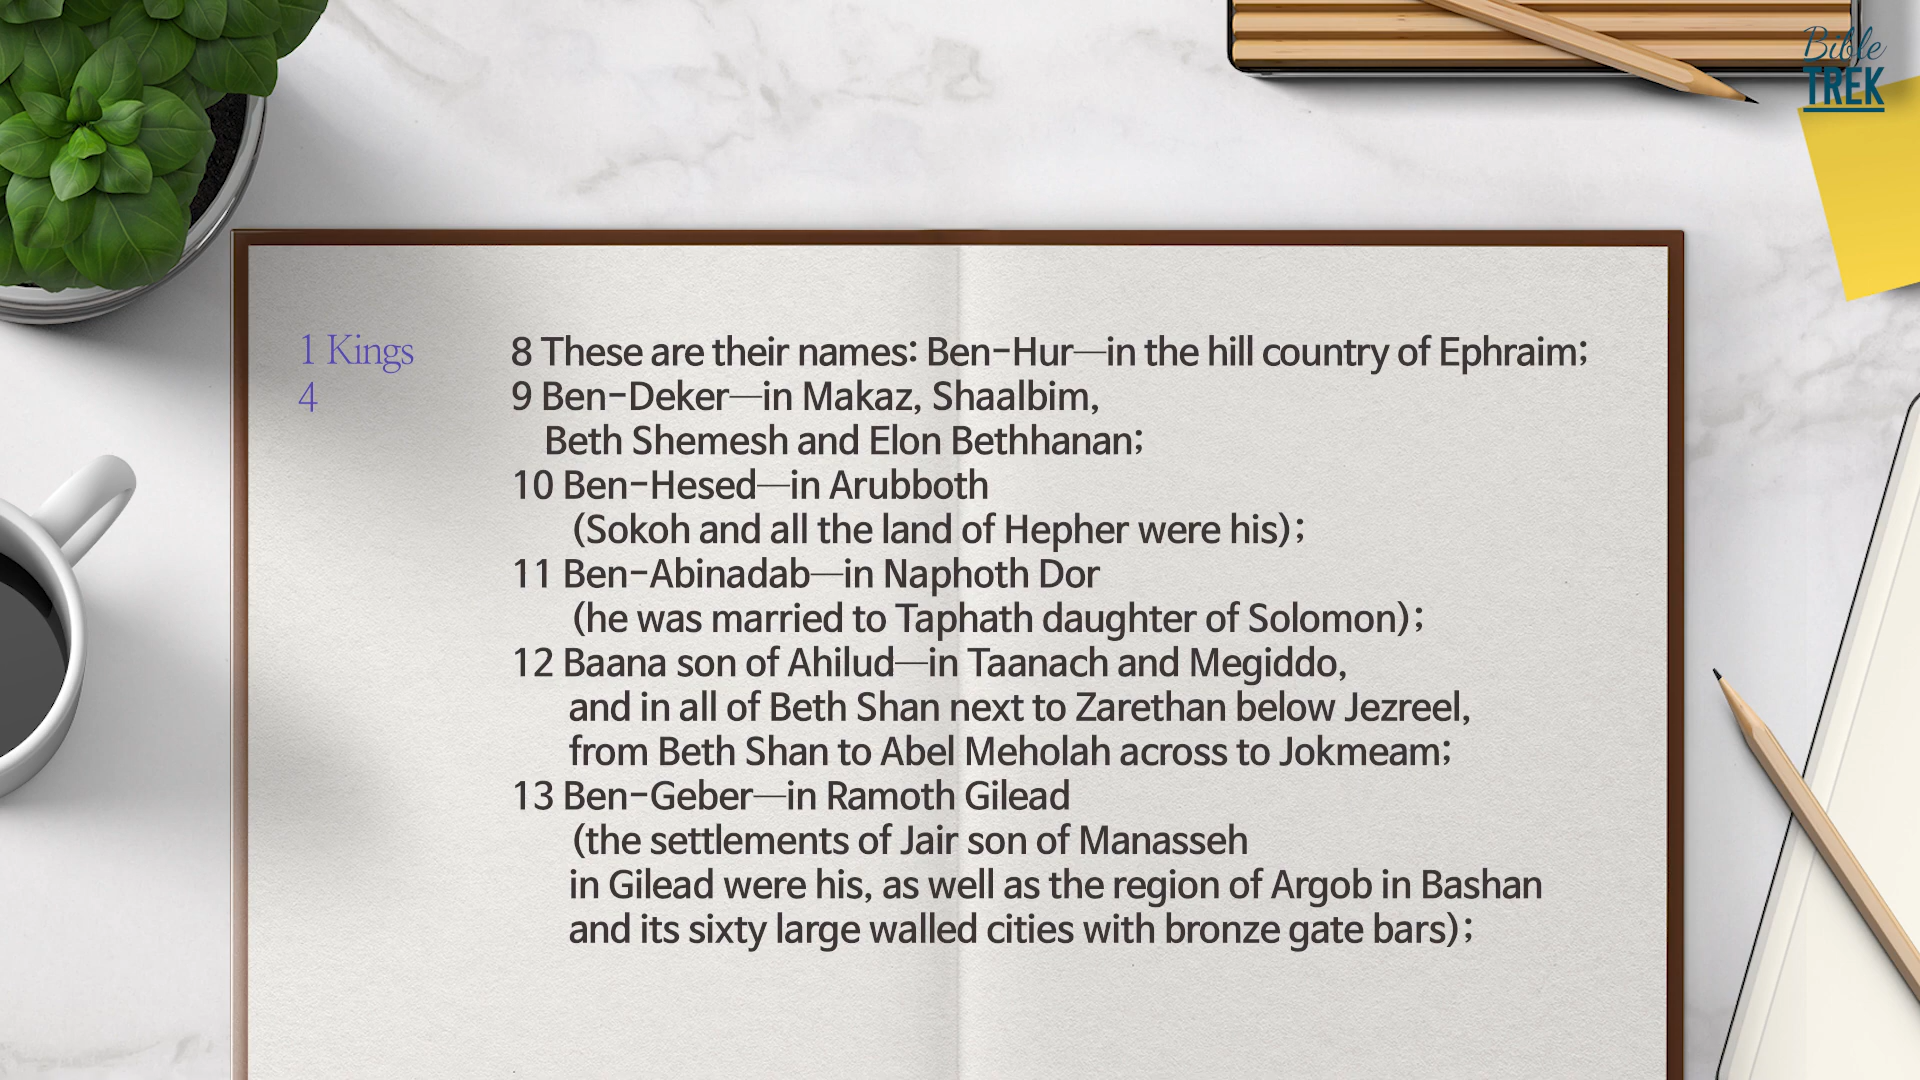 Bible
TREK
1 Kings
4
8 These are their names: Ben-Hur—in the hill country of Ephraim;
9 Ben-Deker—in Makaz, Shaalbim,
Beth Shemesh and Elon Bethhanan;
10 Ben-Hesed—in Arubboth
(Sokoh and all the land of Hepher were his);
11 Ben-Abinadab—in Naphoth Dor
(he was married to Taphath daughter of Solomon);
12 Baana son of Ahilud—in Taanach and Megiddo,
and in all of Beth Shan next to Zarethan below Jezreel,
from Beth Shan to Abel Meholah across to Jokmeam;
13 Ben-Geber—in Ramoth Gilead
(the settlements of Jair son of Manasseh
in Gilead were his, as well as the region of Argob in Bashan
and its sixty large walled cities with bronze gate bars);